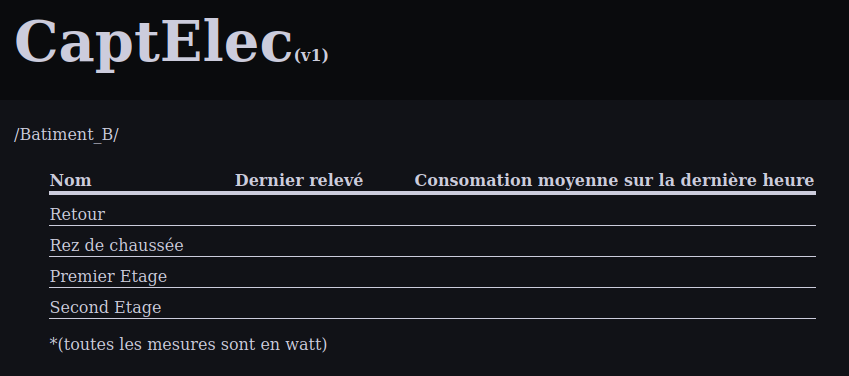 CaptElec(v1)
/Batiment_B/
Nom Dernier relevé Consomation moyenne sur la dernière heure
Retour
Rez de chaussée
Premier Etage
Second Etage
*(toutes les mesures sont en watt)